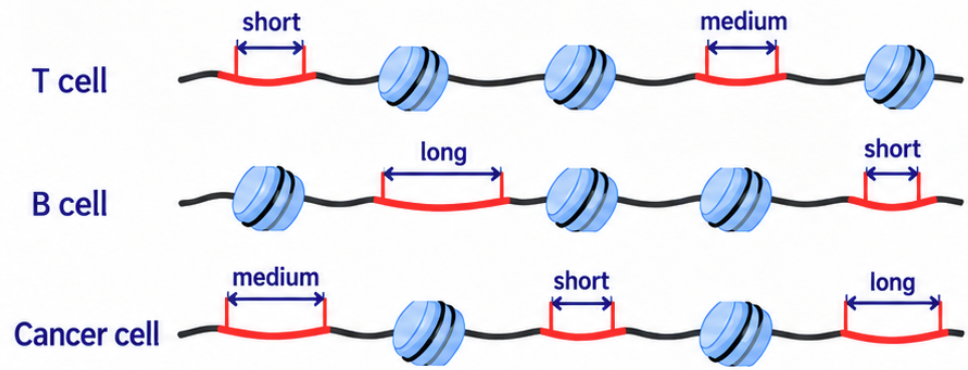 short
medium
T cell
long
short
B cell
medium
short
long
Cancer cell